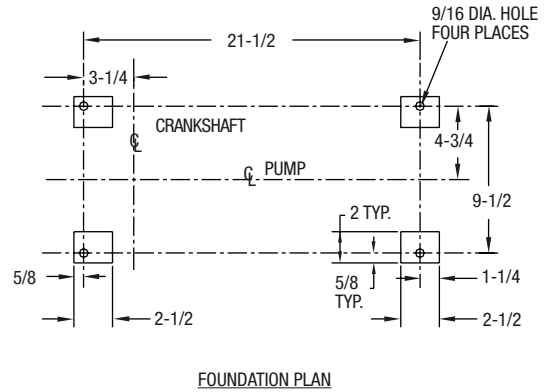 9/16 DIA. HOLE
FOUR PLACES
21-1/2
3-1/4
CRANKSHAFT
℄
4-3/4
℄ PUMP
9-1/2
2 TYP.
5/8
5/8
TYP.
1-1/4
2-1/2
2-1/2
FOUNDATION PLAN